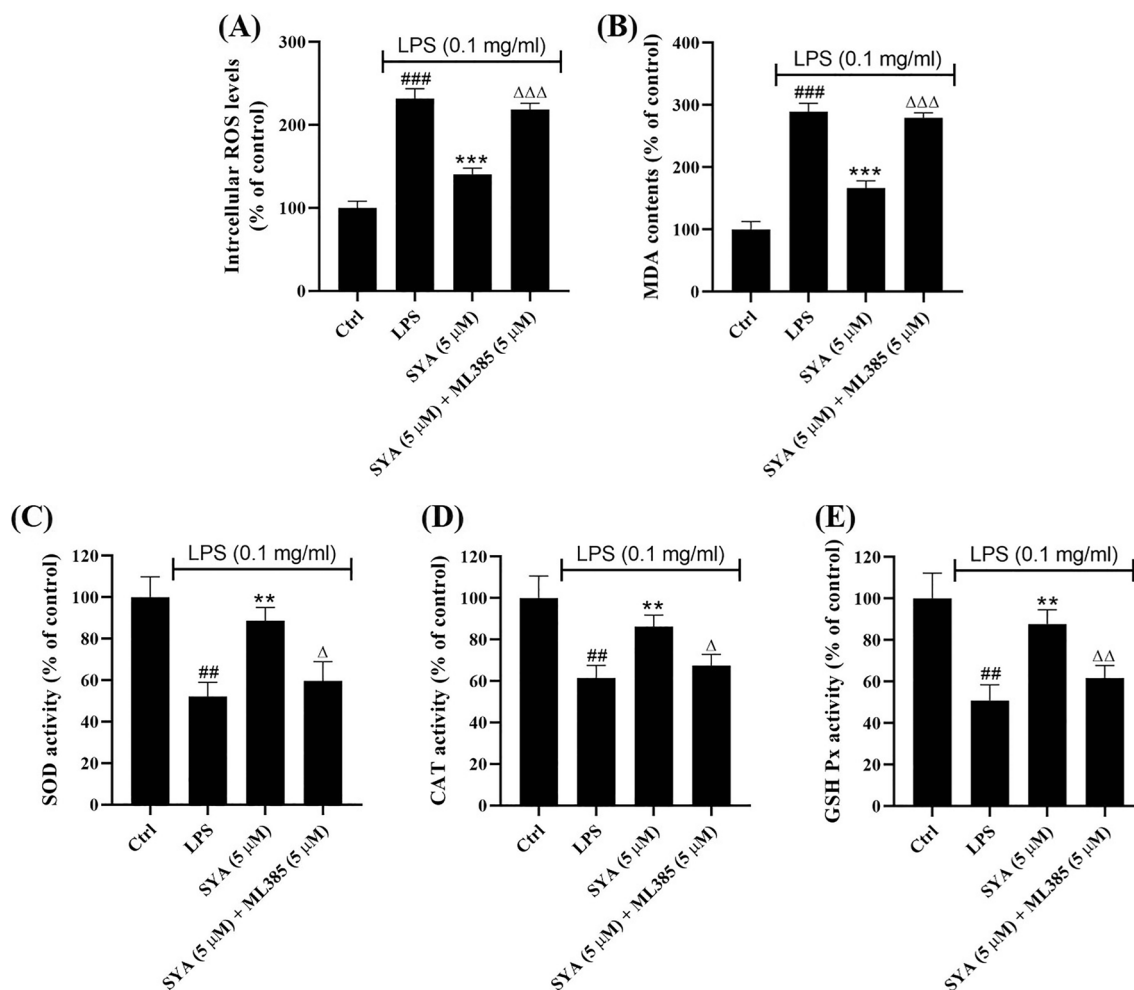 (A)
LPS (0.1 mg/ml)
Intrcellular ROS levels
(% of control)
300
200
100
0
###
***
ΔΔΔ
Ctrl
LPS
SYA (5 μM)
SYA (5 μM) + ML385 (5 μM)
(B)
LPS (0.1 mg/ml)
MDA contents (% of control)
400
300
200
100
0
###
***
ΔΔΔ
Ctrl
LPS
SYA (5 μM)
SYA (5 μM) + ML385 (5 μM)
(C)
LPS (0.1 mg/ml)
SOD activity (% of control)
120
100
80
60
40
20
0
##
**
Δ
Ctrl
LPS
SYA (5 μM)
SYA (5 μM) + ML385 (5 μM)
(D)
LPS (0.1 mg/ml)
CAT activity (% of control)
120
100
80
60
40
20
0
##
**
Δ
Ctrl
LPS
SYA (5 μM)
SYA (5 μM) + ML385 (5 μM)
(E)
LPS (0.1 mg/ml)
GSH Px activity (% of control)
120
100
80
60
40
20
0
##
**
ΔΔ
Ctrl
LPS
SYA (5 μM)
SYA (5 μM) + ML385 (5 μM)